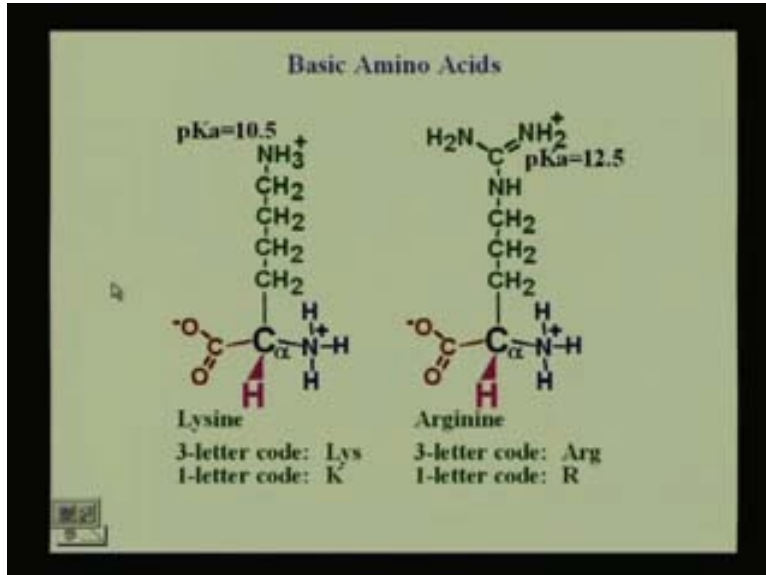 Basic Amino Acids
pKa=10.5
NH3+
CH2
CH2
CH2
CH2
-O
C
O
Cα
H
H
N+
H
H
Lysine
3-letter code: Lys
1-letter code: K
H2N
C
NH2+
pKa=12.5
NH
CH2
CH2
CH2
-O
C
O
Cα
H
H
N+
H
H
Arginine
3-letter code: Arg
1-letter code: R